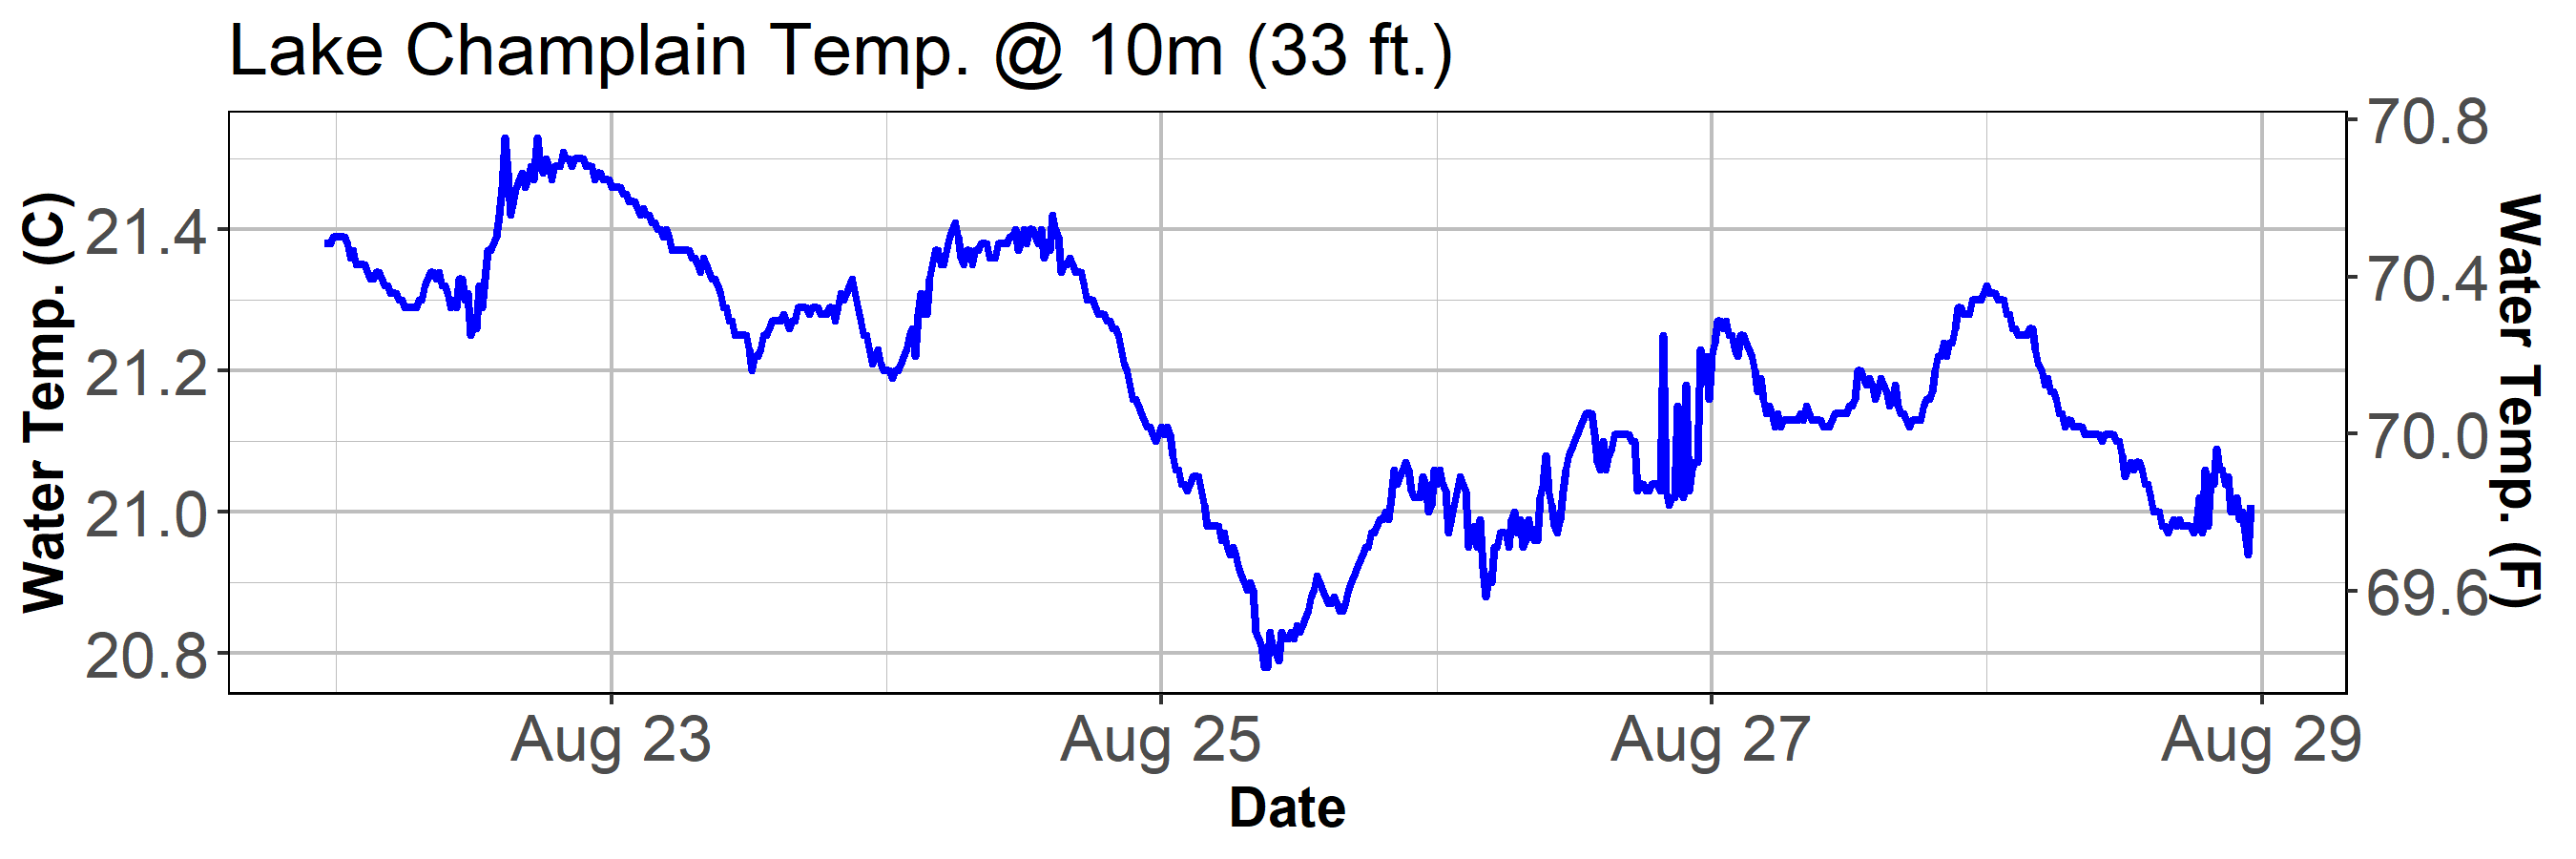 Lake Champlain Temp. @ 10m (33 ft.)
Water Temp. (C)
21.4
21.2
21.0
20.8
70.8
70.4
70.0
69.6
Water Temp. (F)
Aug 23 Aug 25 Aug 27 Aug 29
Date